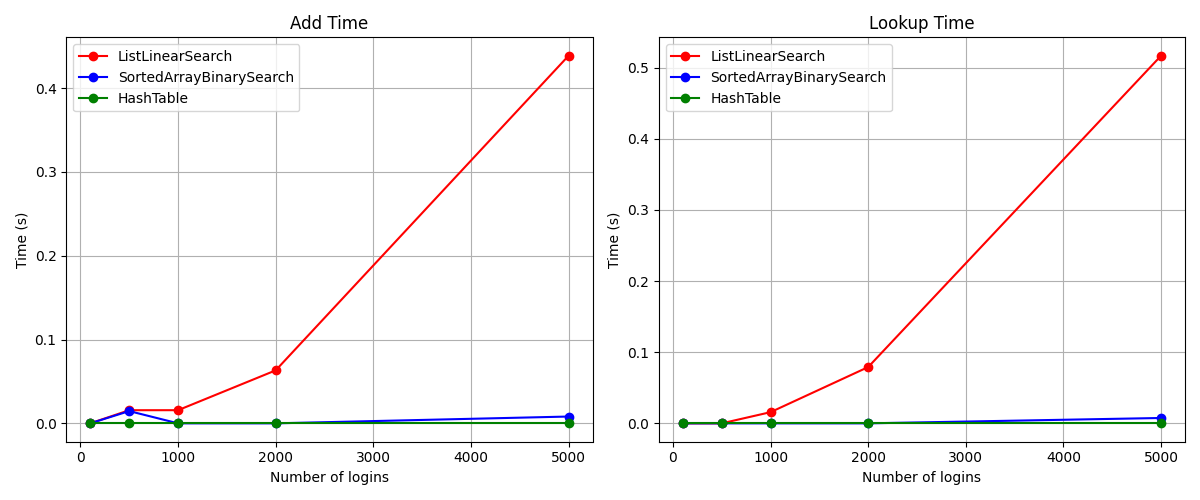 Add Time
ListLinearSearch
SortedArrayBinarySearch
HashTable
0.4
0.3
0.2
0.1
0.0
Time (s)
0 1000 2000 3000 4000 5000
Number of logins
Lookup Time
ListLinearSearch
SortedArrayBinarySearch
HashTable
0.5
0.4
0.3
0.2
0.1
0.0
Time (s)
0 1000 2000 3000 4000 5000
Number of logins